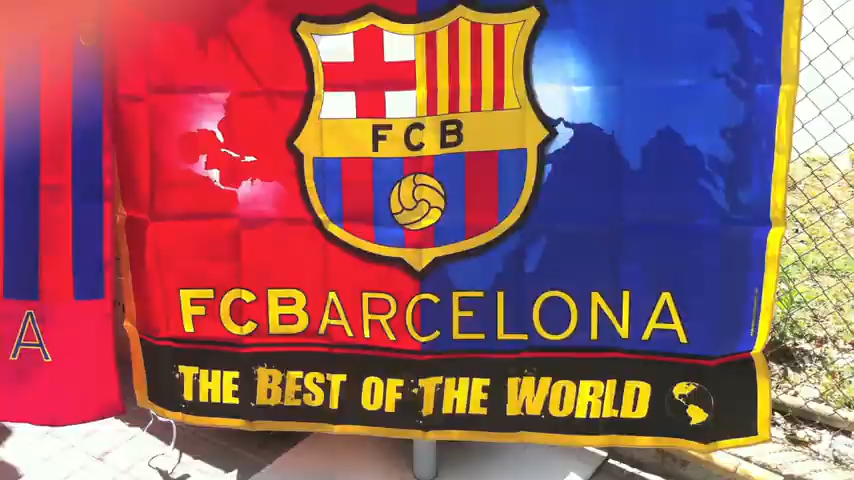 FCB
FCBARCELONA
A
THE BEST OF THE WORLD